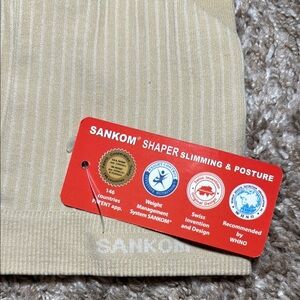 SANKOM® SHAPER SLIMMING & POSTURE
146
countries
PATENT app.
Weight
Management
System SANKOM®
Swiss
Invention
and Design
Recommended
by
WHINO
SANKOM